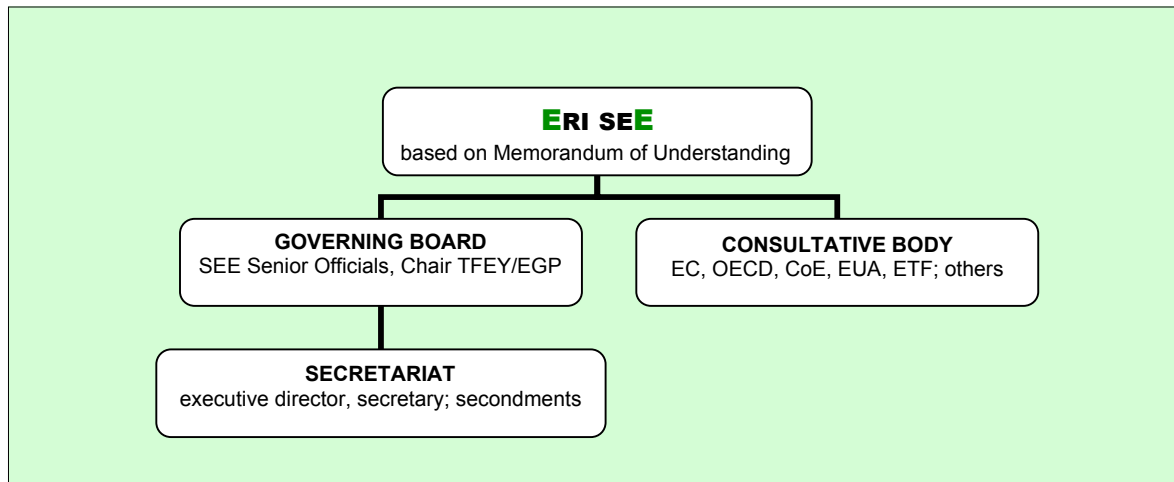 ERI SEE
based on Memorandum of Understanding
GOVERNING BOARD
SEE Senior Officials, Chair TFEY/EGP
CONSULTATIVE BODY
EC, OECD, CoE, EUA, ETF; others
SECRETARIAT
executive director, secretary; secondments